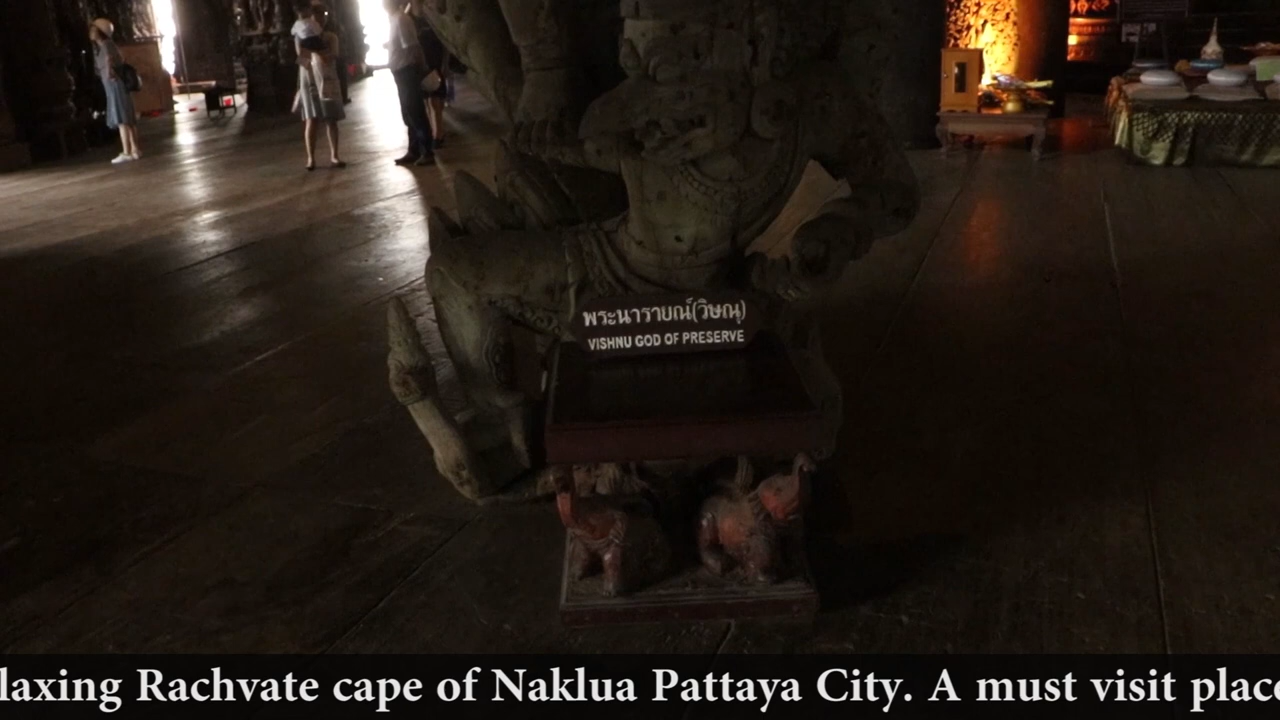 พระนารายณ์(วิษณุ)
VISHNU GOD OF PRESERVE
laxing Rachvate cape of Naklua Pattaya City. A must visit place